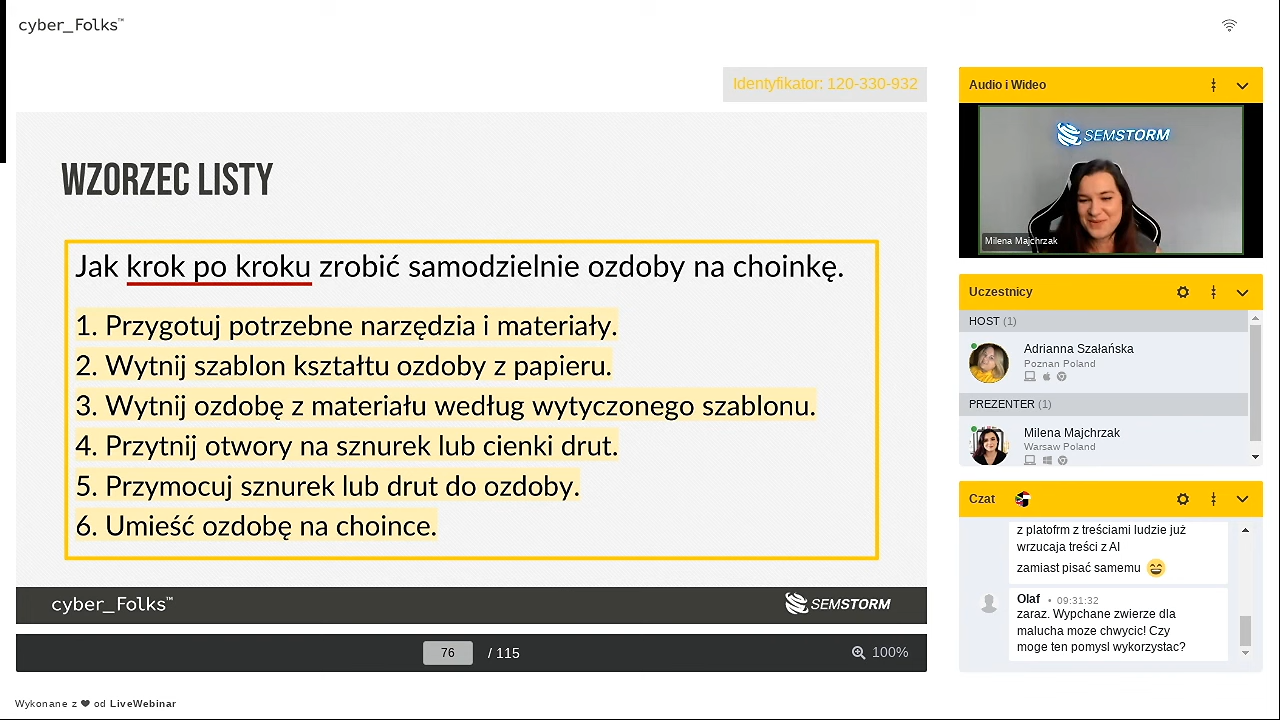 cyber_Folks™
Identyfikator: 120-330-932
WZORZEC LISTY
Jak krok po kroku zrobić samodzielnie ozdoby na choinkę.
1. Przygotuj potrzebne narzędzia i materiały.
2. Wytnij szablon kształtu ozdoby z papieru.
3. Wytnij ozdobę z materiału według wytyczonego szablonu.
4. Przytnij otwory na sznurek lub cienki drut.
5. Przymocuj sznurek lub drut do ozdoby.
6. Umieść ozdobę na choince.
cyber_Folks™
SEMSTORM
76 / 115
100%
Wykonane z ❤ od LiveWebinar
Audio i Wideo
SEMSTORM
Milena Majchrzak
Uczestnicy
HOST (1)
Adrianna Szałańska
Poznan Poland
PREZENTER (1)
Milena Majchrzak
Warsaw Poland
Czat
z platofrm z treściami ludzie już
wrzucaja treści z AI
zamiast pisać samemu 😄
Olaf • 09:31:32
zaraz. Wypchane zwierze dla
malucha moze chwycic! Czy
moge ten pomysl wykorzystac?